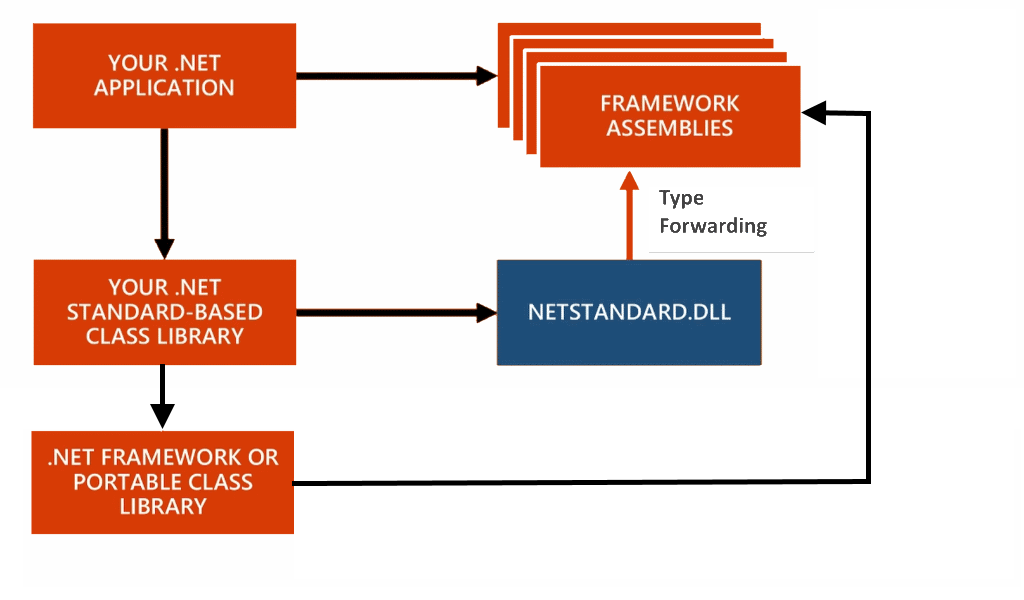 YOUR .NET
APPLICATION
FRAMEWORK
ASSEMBLIES
Type
Forwarding
YOUR .NET
STANDARD-BASED
CLASS LIBRARY
NETSTANDARD.DLL
.NET FRAMEWORK OR
PORTABLE CLASS
LIBRARY